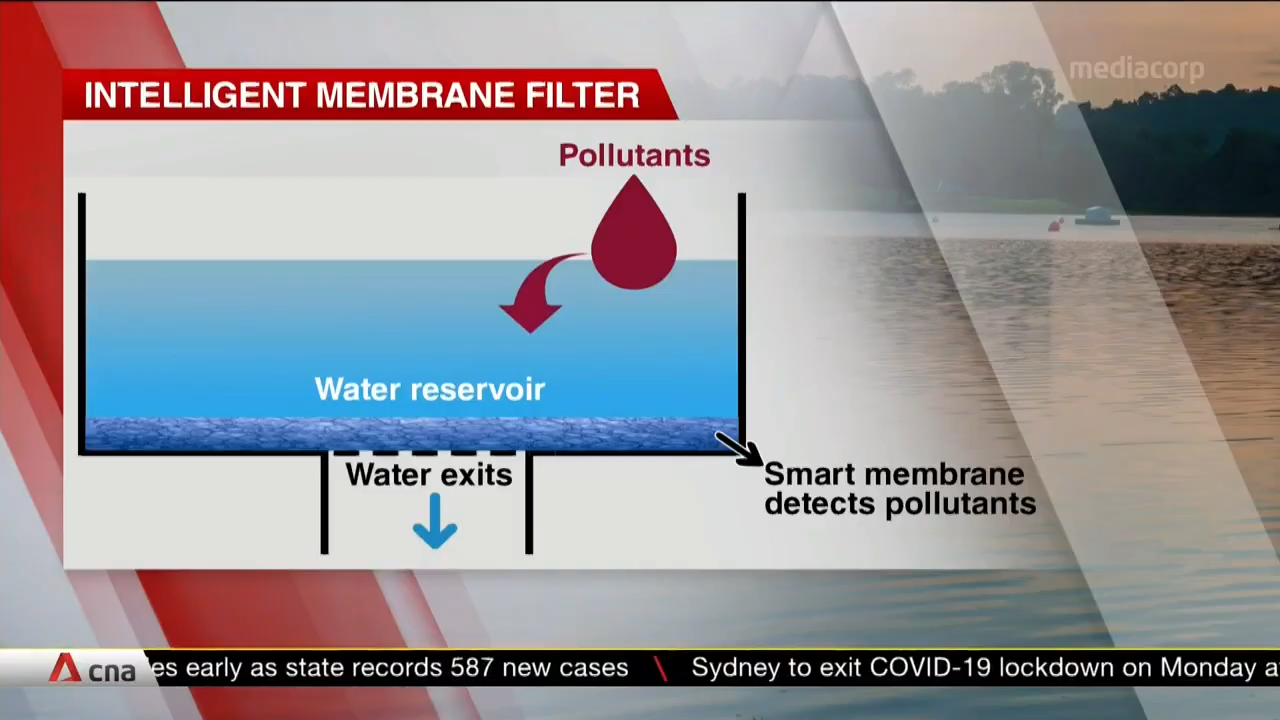 mediacorp
INTELLIGENT MEMBRANE FILTER
Pollutants
Water reservoir
Water exits
Smart membrane
detects pollutants
cna
early as state records 587 new cases \ Sydney to exit COVID-19 lockdown on Monday